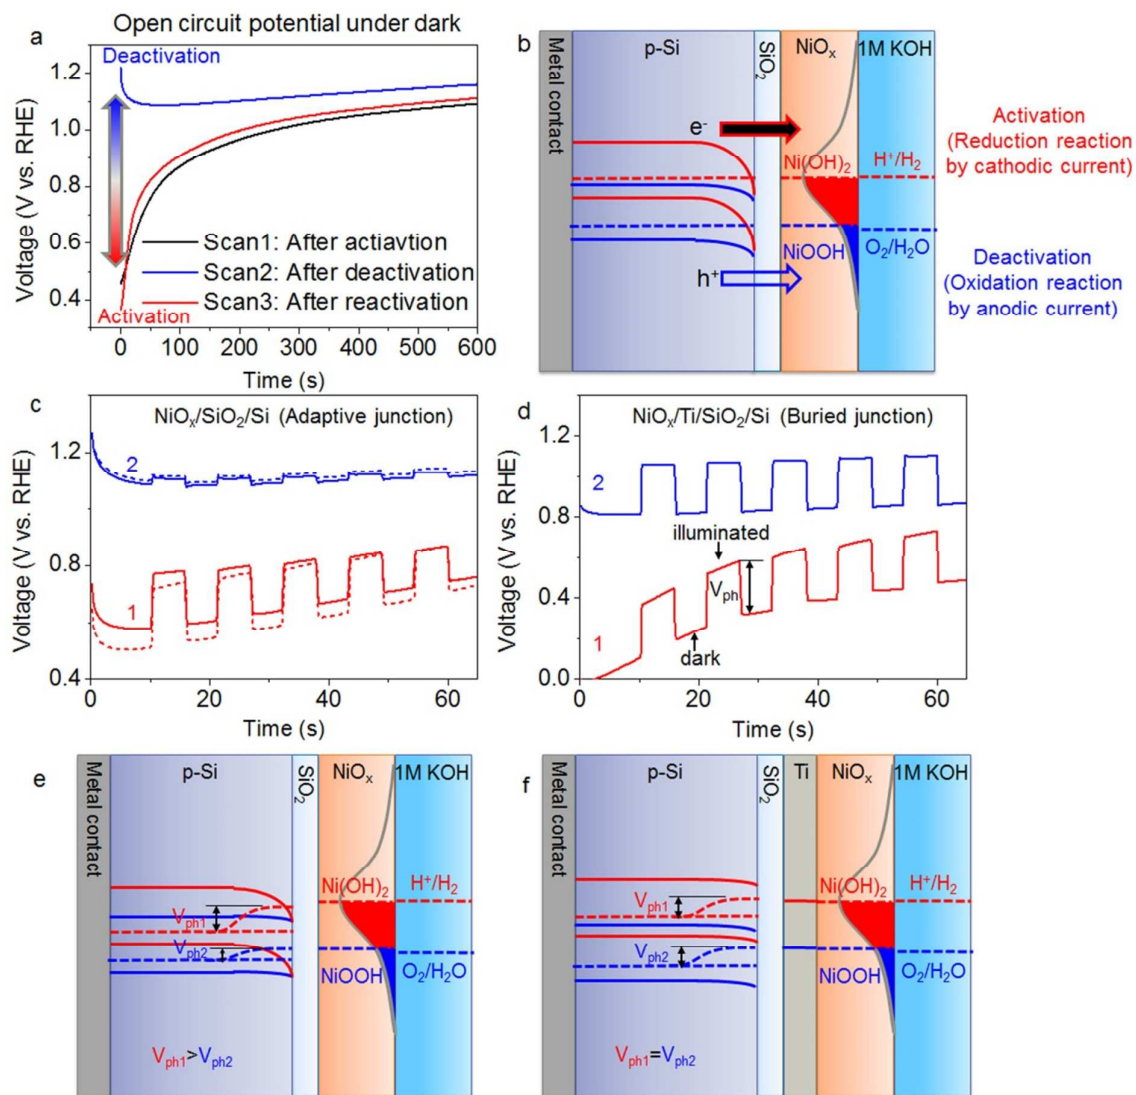 Open circuit potential under dark
a
Deactivation
1.2
1.0
0.8
0.6
0.4
Voltage (V vs. RHE)
Scan1: After actiavtion
Scan2: After deactivation
Scan3: After reactivation
Activation
0 100 200 300 400 500 600
Time (s)
b
Metal contact
p-Si
SiO2
NiOx
1M KOH
e-
Ni(OH)2
H+/H2
NiOOH
O2/H2O
h+
Activation
(Reduction reaction
by cathodic current)
Deactivation
(Oxidation reaction
by anodic current)
c
NiOx/SiO2/Si (Adaptive junction)
1.2
0.8
0.4
Voltage (V vs. RHE)
2
1
0 20 40 60
Time (s)
d
NiOx/Ti/SiO2/Si (Buried junction)
1.2
0.8
0.4
0.0
Voltage (V vs. RHE)
2
illuminated
Vph
1
dark
0 20 40 60
Time (s)
e
Metal contact
p-Si
SiO2
NiOx
1M KOH
Ni(OH)2
H+/H2
Vph1
Vph2
NiOOH
O2/H2O
Vph1>Vph2
f
Metal contact
p-Si
SiO2
Ti
NiOx
1M KOH
Ni(OH)2
H+/H2
Vph1
Vph2
NiOOH
O2/H2O
Vph1=Vph2